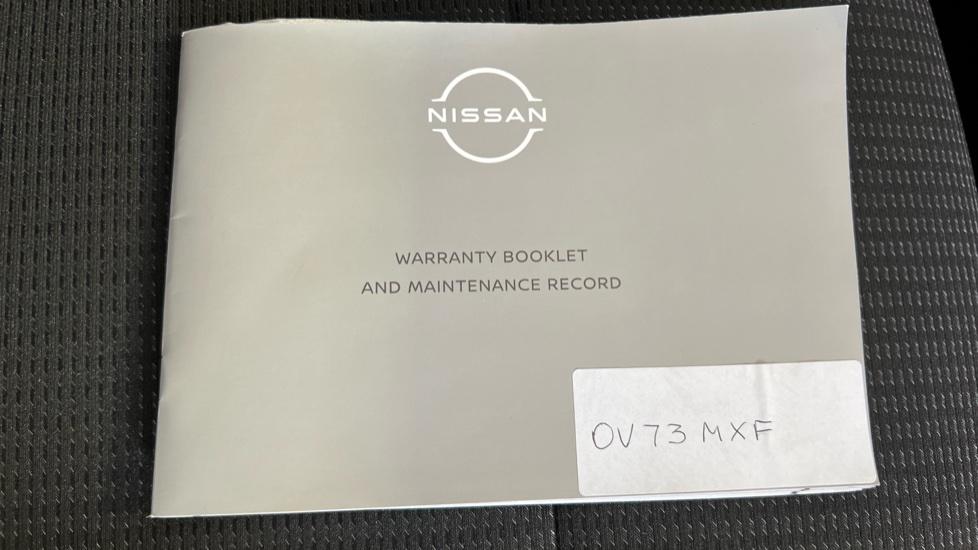 NISSAN
WARRANTY BOOKLET
AND MAINTENANCE RECORD
OV73 MXF